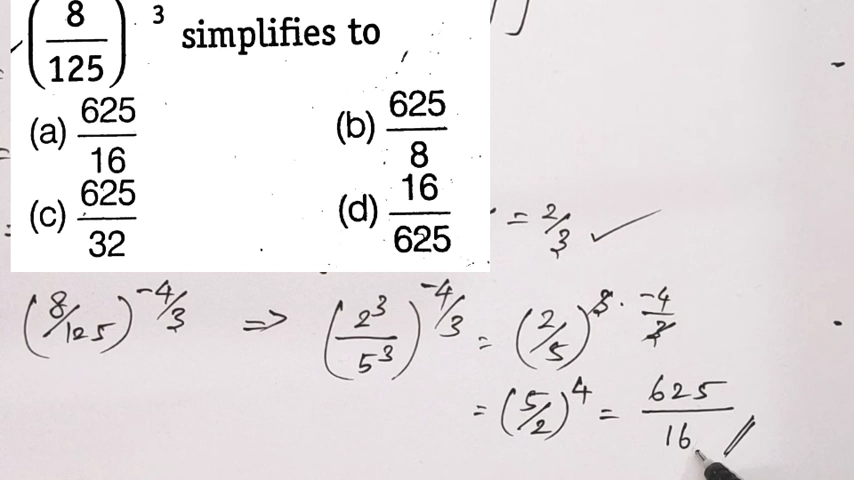 (8/125) 3 simplifies to
(a) 625/16 (b) 625/8
(c) 625/32 (d) 16/625
= 2/3 ✓
(8/125)^-4/3 => (2^3/5^3)^-4/3 = (2/5)^3 · -4/3
= (5/2)^4 = 625/16 //